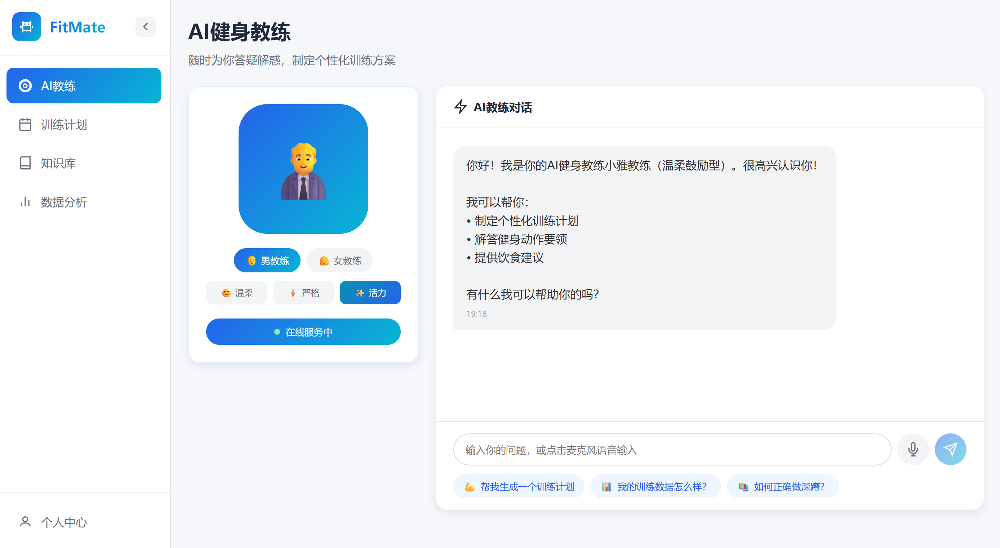 FitMate
AI教练
训练计划
知识库
数据分析
个人中心
AI健身教练
随时为你答疑解惑，制定个性化训练方案
男教练
女教练
温柔
严格
活力
在线服务中
AI教练对话
你好！我是你的AI健身教练小雅教练（温柔鼓励型）。很高兴认识你！
我可以帮你：
• 制定个性化训练计划
• 解答健身动作要领
• 提供饮食建议
有什么我可以帮助你的吗？
19:18
输入你的问题，或点击麦克风语音输入
帮我生成一个训练计划
我的训练数据怎么样？
如何正确做深蹲？